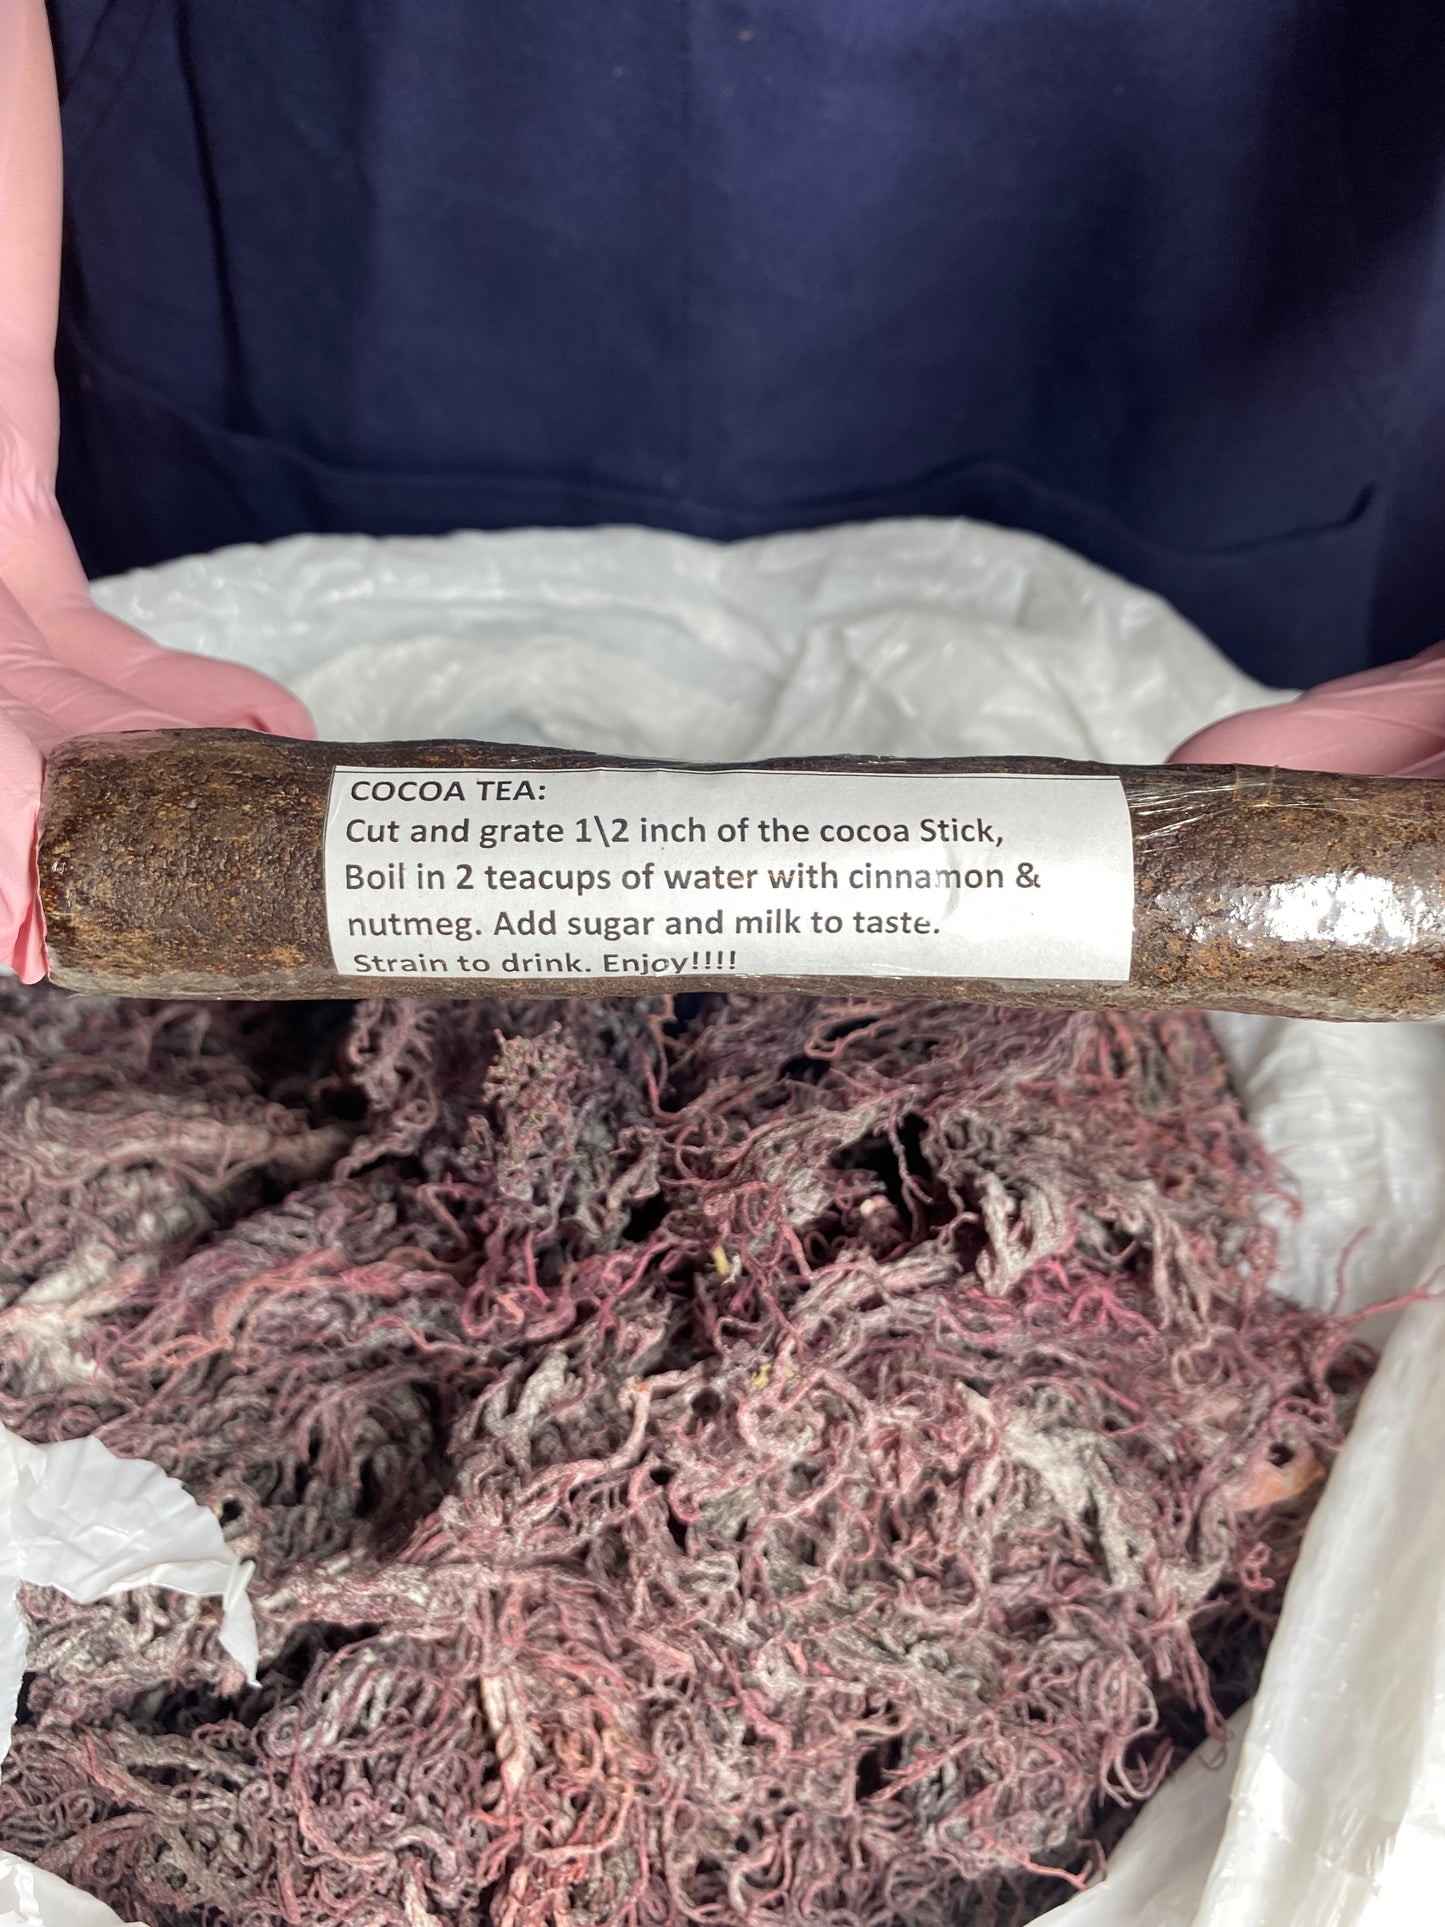 COCOA TEA:
Cut and grate 1\2 inch of the cocoa Stick,
Boil in 2 teacups of water with cinnamon &
nutmeg. Add sugar and milk to taste.
Strain to drink. Enjoy!!!!